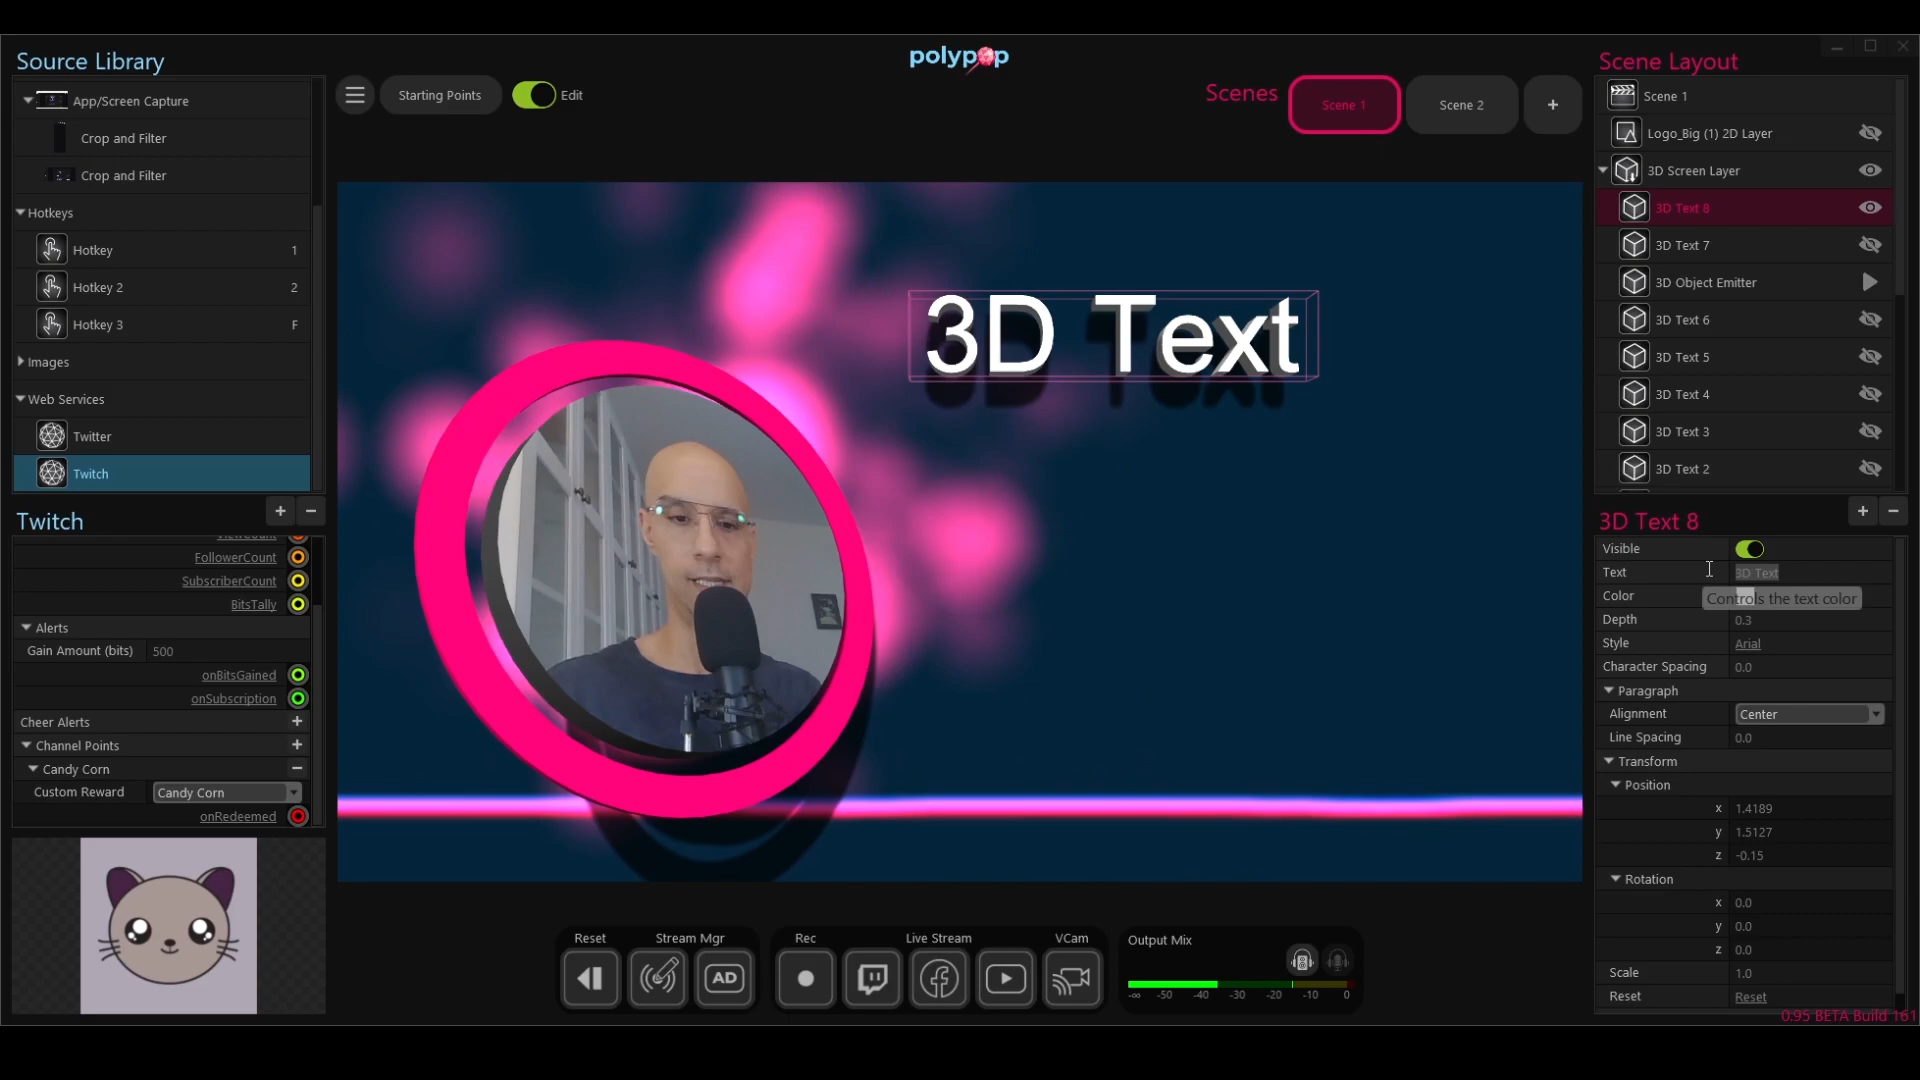 polypop
Source Library
App/Screen Capture
Crop and Filter
Crop and Filter
Hotkeys
Hotkey 1
Hotkey 2 2
Hotkey 3 F
Images
Web Services
Twitter
Twitch
Twitch
ViewCount
FollowerCount
SubscriberCount
BitsTally
Alerts
Gain Amount (bits) 500
onBitsGained
onSubscription
Cheer Alerts
Channel Points
Candy Corn
Custom Reward Candy Corn
onRedeemed
Starting Points
Edit
Scenes
Scene 1
Scene 2
+
3D Text
Reset
Stream Mgr
AD
Rec
Live Stream
VCam
Output Mix
-∞ -50 -40 -30 -20 -10 0
Scene Layout
Scene 1
Logo_Big (1) 2D Layer
3D Screen Layer
3D Text 8
3D Text 7
3D Object Emitter
3D Text 6
3D Text 5
3D Text 4
3D Text 3
3D Text 2
3D Text 8
Visible
Text 3D Text
Color
Controls the text color
Depth 0.3
Style Arial
Character Spacing 0.0
Paragraph
Alignment Center
Line Spacing 0.0
Transform
Position
x 1.4189
y 1.5127
z -0.15
Rotation
x 0.0
y 0.0
z 0.0
Scale 1.0
Reset Reset
0.95 BETA Build 161